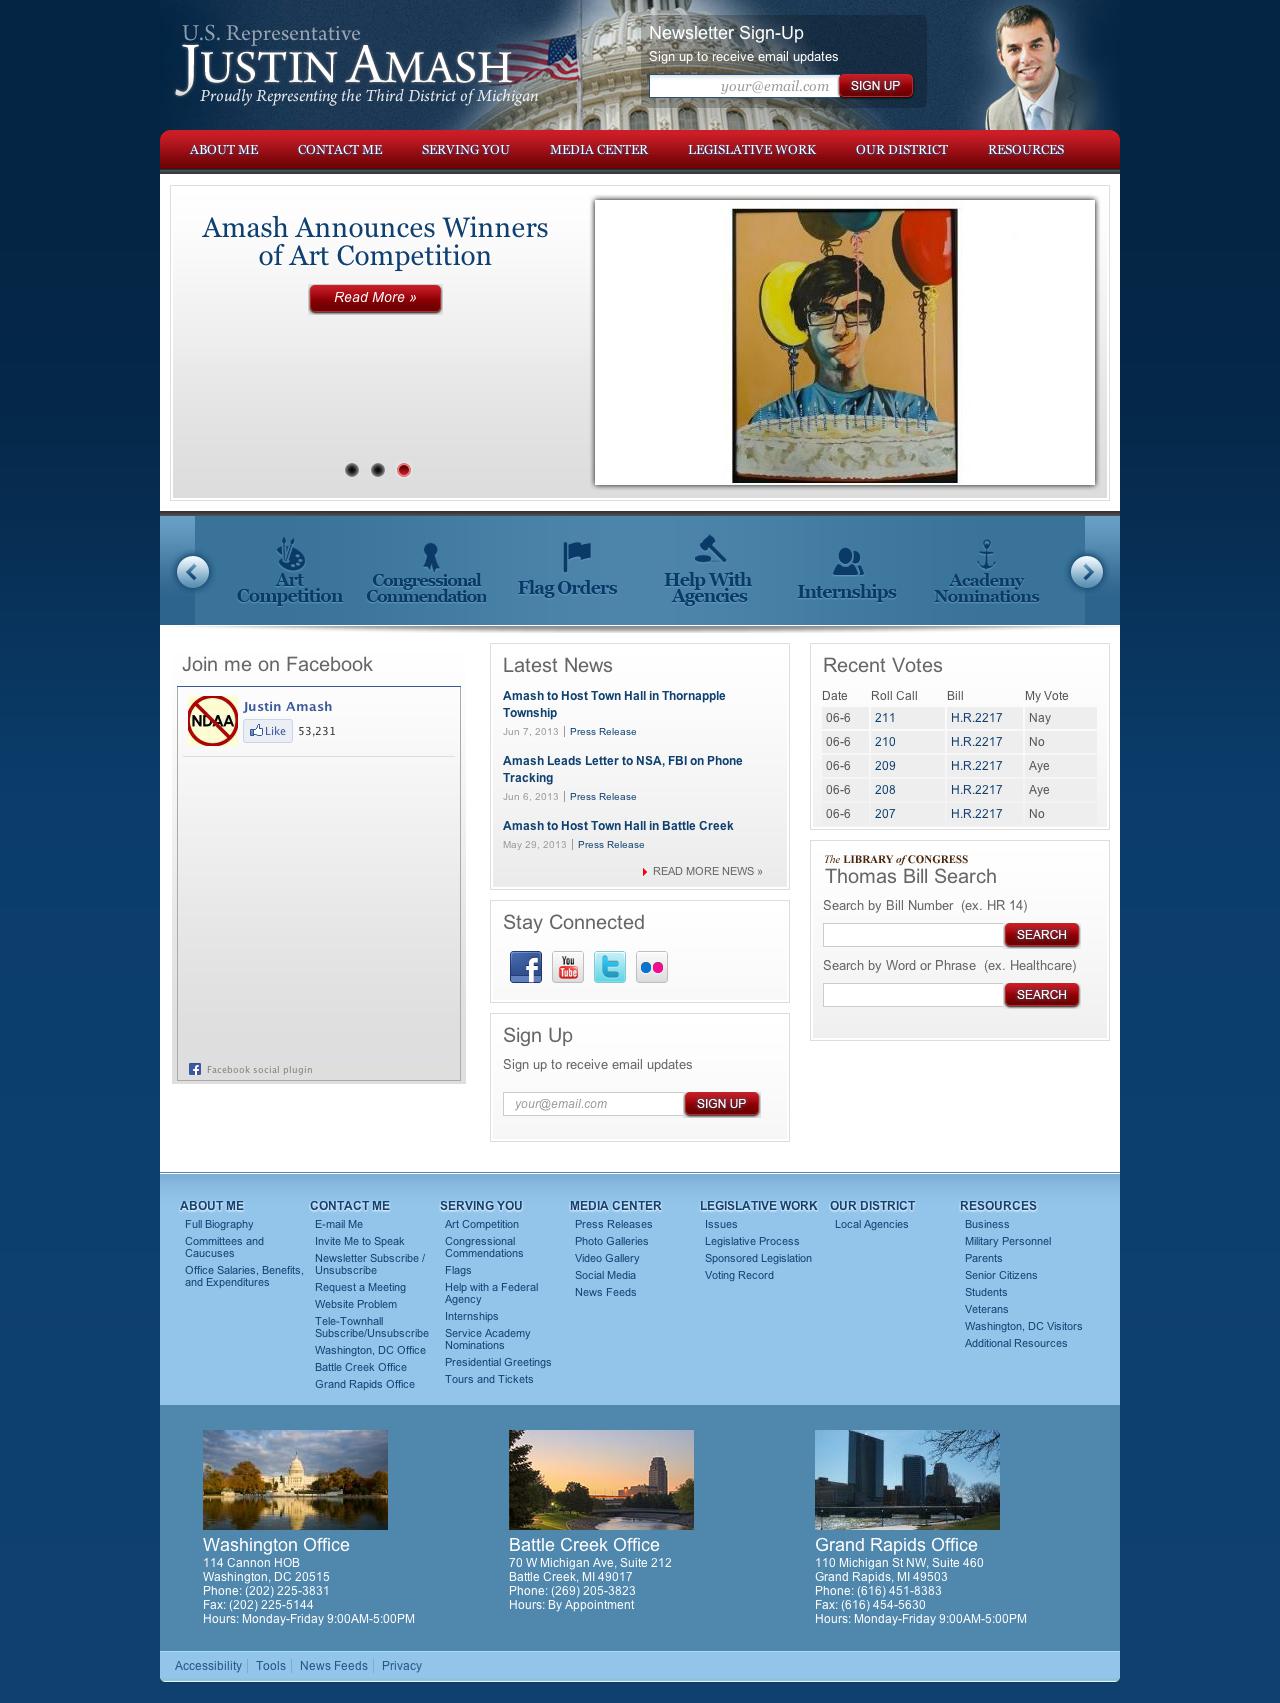 U.S. Representative
JUSTIN AMASH
Proudly Representing the Third District of Michigan
Newsletter Sign-Up
Sign up to receive email updates
your@email.com
SIGN UP
ABOUT ME CONTACT ME SERVING YOU MEDIA CENTER LEGISLATIVE WORK OUR DISTRICT RESOURCES
Amash Announces Winners
of Art Competition
Read More »
Art
Competition
Congressional
Commendation
Flag Orders
Help With
Agencies
Internships
Academy
Nominations
Join me on Facebook
NDAA
Justin Amash
Like 53,231
Facebook social plugin
Latest News
Amash to Host Town Hall in Thornapple
Township
Jun 7, 2013 | Press Release
Amash Leads Letter to NSA, FBI on Phone
Tracking
Jun 6, 2013 | Press Release
Amash to Host Town Hall in Battle Creek
May 29, 2013 | Press Release
READ MORE NEWS »
Stay Connected
You
Tube
Sign Up
Sign up to receive email updates
your@email.com
SIGN UP
Recent Votes
Date Roll Call Bill My Vote
06-6 211 H.R.2217 Nay
06-6 210 H.R.2217 No
06-6 209 H.R.2217 Aye
06-6 208 H.R.2217 Aye
06-6 207 H.R.2217 No
The LIBRARY of CONGRESS
Thomas Bill Search
Search by Bill Number (ex. HR 14)
SEARCH
Search by Word or Phrase (ex. Healthcare)
SEARCH
ABOUT ME
Full Biography
Committees and
Caucuses
Office Salaries, Benefits,
and Expenditures
CONTACT ME
E-mail Me
Invite Me to Speak
Newsletter Subscribe /
Unsubscribe
Request a Meeting
Website Problem
Tele-Townhall
Subscribe/Unsubscribe
Washington, DC Office
Battle Creek Office
Grand Rapids Office
SERVING YOU
Art Competition
Congressional
Commendations
Flags
Help with a Federal
Agency
Internships
Service Academy
Nominations
Presidential Greetings
Tours and Tickets
MEDIA CENTER
Press Releases
Photo Galleries
Video Gallery
Social Media
News Feeds
LEGISLATIVE WORK
Issues
Legislative Process
Sponsored Legislation
Voting Record
OUR DISTRICT
Local Agencies
RESOURCES
Business
Military Personnel
Parents
Senior Citizens
Students
Veterans
Washington, DC Visitors
Additional Resources
Washington Office
114 Cannon HOB
Washington, DC 20515
Phone: (202) 225-3831
Fax: (202) 225-5144
Hours: Monday-Friday 9:00AM-5:00PM
Battle Creek Office
70 W Michigan Ave, Suite 212
Battle Creek, MI 49017
Phone: (269) 205-3823
Hours: By Appointment
Grand Rapids Office
110 Michigan St NW, Suite 460
Grand Rapids, MI 49503
Phone: (616) 451-8383
Fax: (616) 454-5630
Hours: Monday-Friday 9:00AM-5:00PM
Accessibility | Tools | News Feeds | Privacy